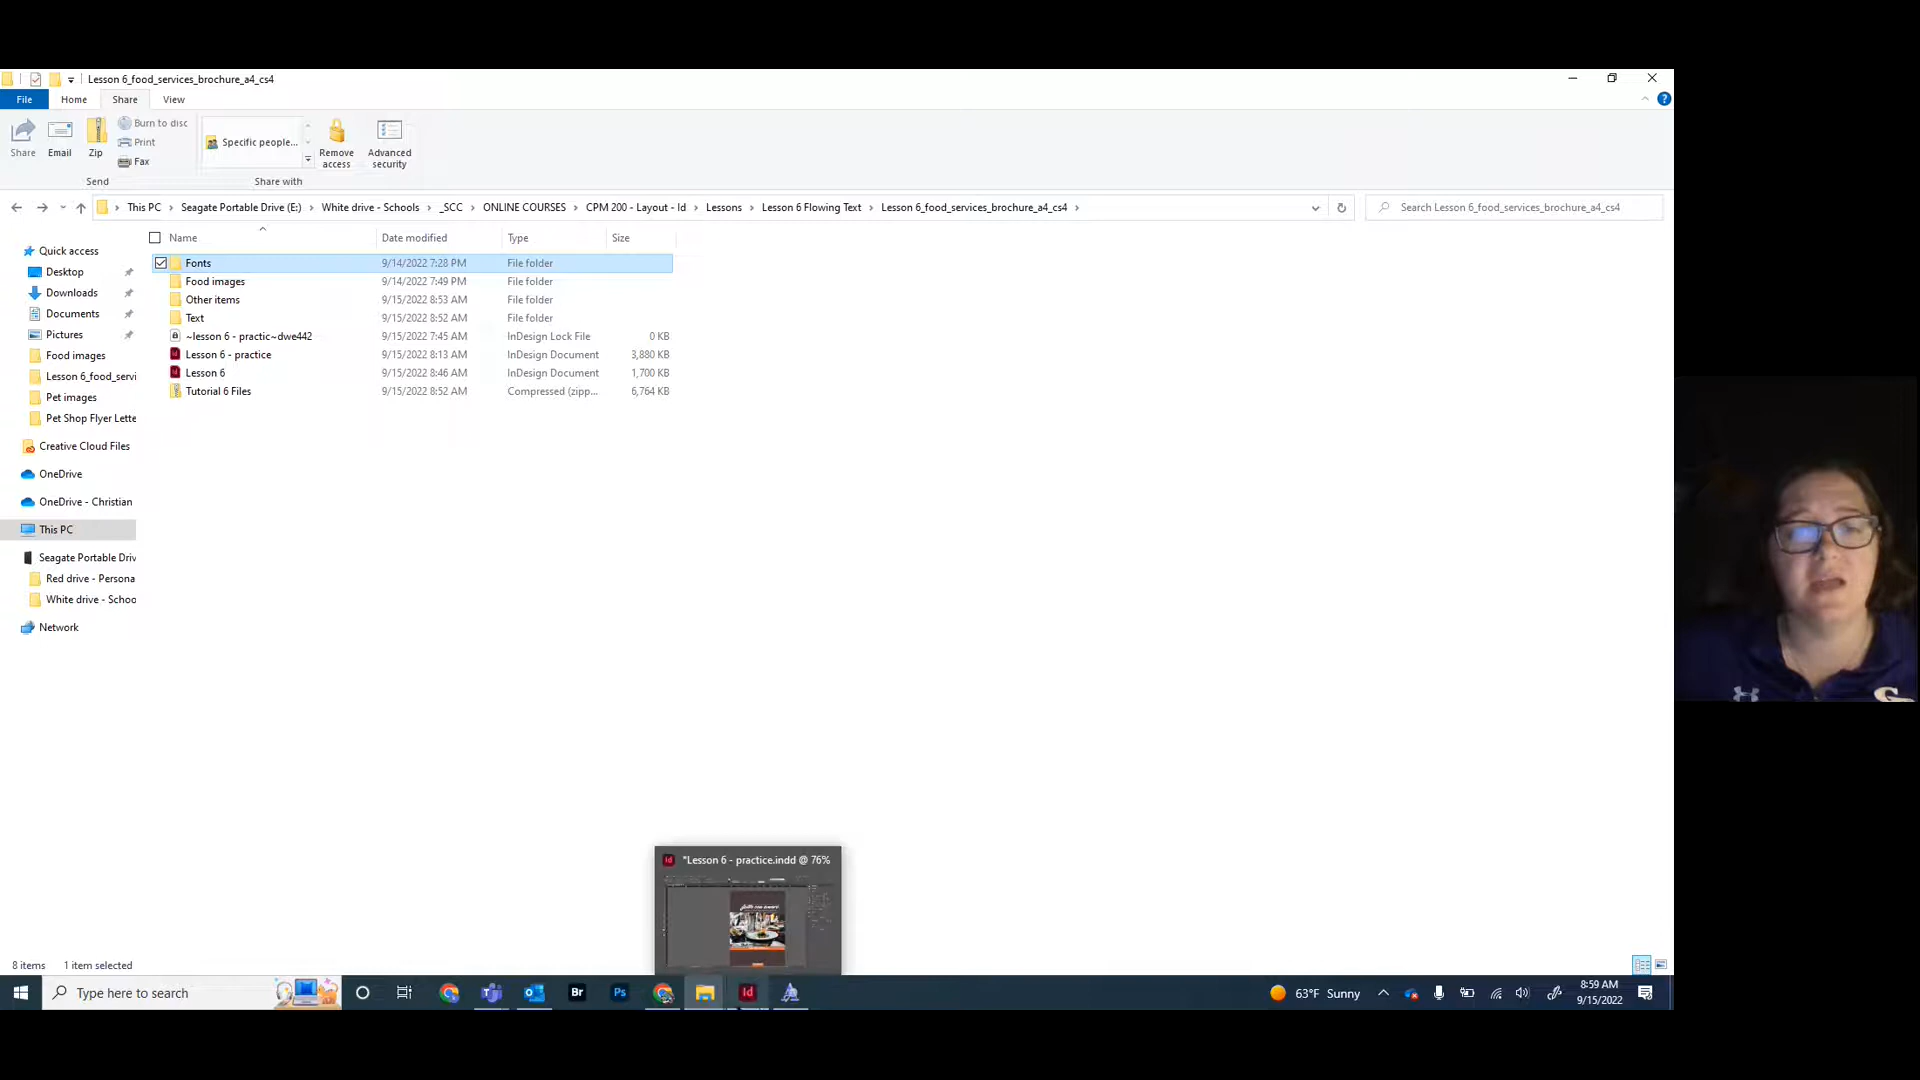 Lesson 6_food_services_brochure_a4_cs4
File Home Share View
Share
Email
Zip
Burn to disc
Print
Fax
Specific people...
Remove access
Advanced security
Send
Share with
This PC > Seagate Portable Drive (E:) > White drive - Schools > _SCC > ONLINE COURSES > CPM 200 - Layout - Id > Lessons > Lesson 6 Flowing Text > Lesson 6_food_services_brochure_a4_cs4 >
Search Lesson 6_food_services_brochure_a4_cs4
Name Date modified Type Size
Quick access
Desktop
Downloads
Documents
Pictures
Food images
Lesson 6_food_servi
Pet images
Pet Shop Flyer Lette
Creative Cloud Files
OneDrive
OneDrive - Christian
This PC
Seagate Portable Driv
Red drive - Persona
White drive - Schoo
Network
Fonts 9/14/2022 7:28 PM File folder
Food images 9/14/2022 7:49 PM File folder
Other items 9/15/2022 8:53 AM File folder
Text 9/15/2022 8:52 AM File folder
~lesson 6 - practic~dwe442 9/15/2022 7:45 AM InDesign Lock File 0 KB
Lesson 6 - practice 9/15/2022 8:13 AM InDesign Document 3,880 KB
Lesson 6 9/15/2022 8:46 AM InDesign Document 1,700 KB
Tutorial 6 Files 9/15/2022 8:52 AM Compressed (zipp... 6,764 KB
Id *Lesson 6 - practice.indd @ 76%
8 items 1 item selected
Type here to search
Br
Ps
Id
63°F Sunny
8:59 AM
9/15/2022